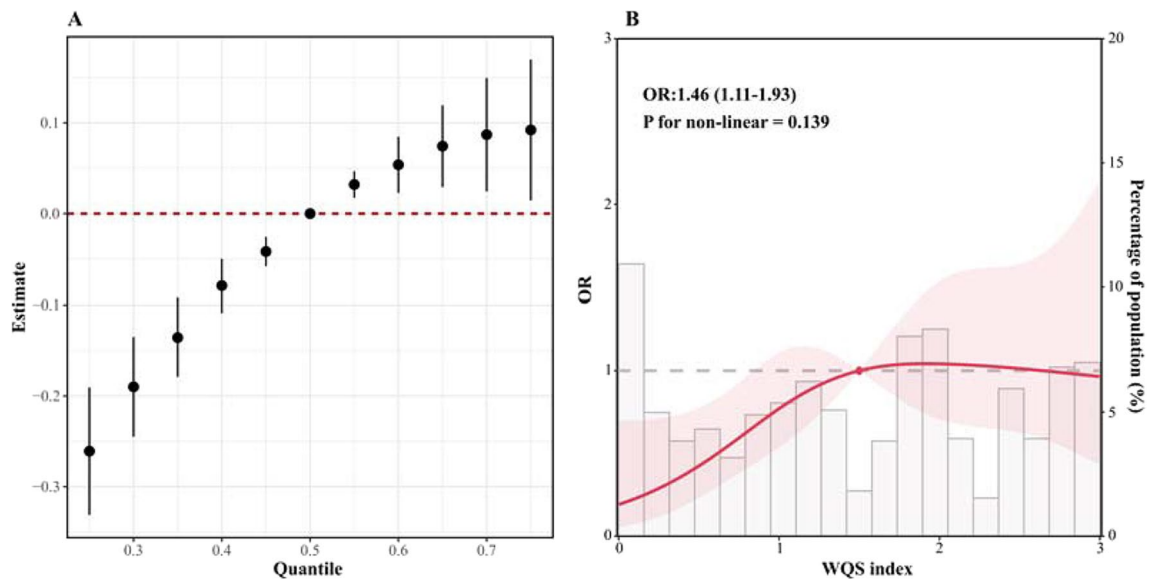 A
Estimate
0.1
0.0
−0.1
−0.2
−0.3
0.3
0.4
0.5
0.6
0.7
Quantile
B
OR:1.46 (1.11-1.93)
P for non-linear = 0.139
OR
3
2
1
0
0
1
2
3
WQS index
20
15
10
5
0
Percentage of population (%)